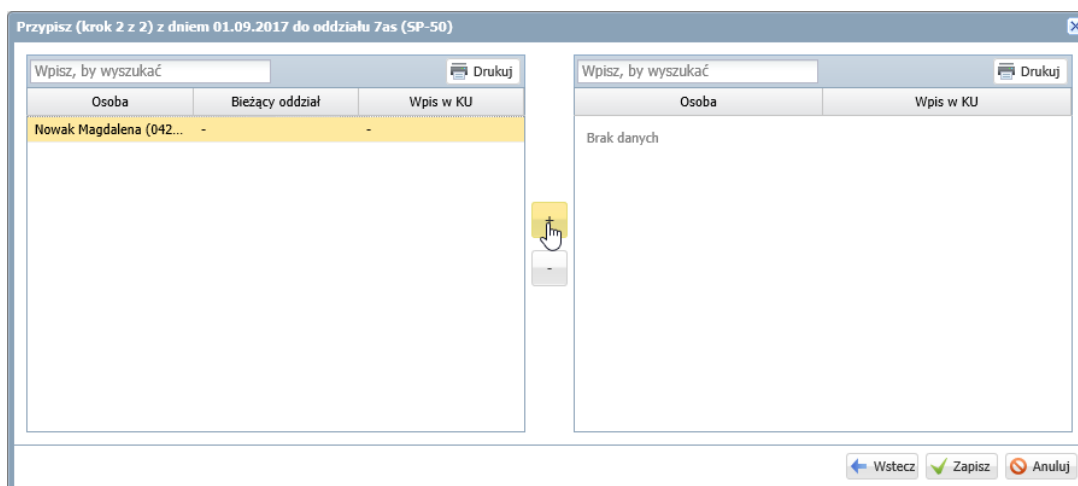 Przypisz (krok 2 z 2) z dniem 01.09.2017 do oddziału 7as (SP-50)
Wpisz, by wyszukać Drukuj
Osoba Bieżący oddział Wpis w KU
Nowak Magdalena (042... - -
Wpisz, by wyszukać Drukuj
Osoba Wpis w KU
Brak danych
+
-
Wstecz Zapisz Anuluj